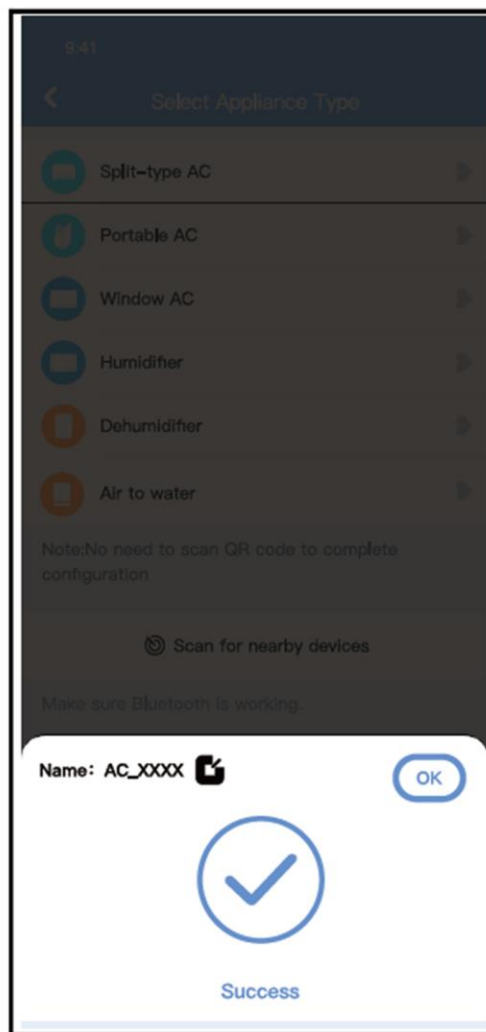 9:41
Select Appliance Type
Split-type AC
Portable AC
Window AC
Humidifier
Dehumidifier
Air to water
Note:No need to scan QR code to complete
configuration
Scan for nearby devices
Make sure Bluetooth is working.
Name: AC_XXXX
OK
Success